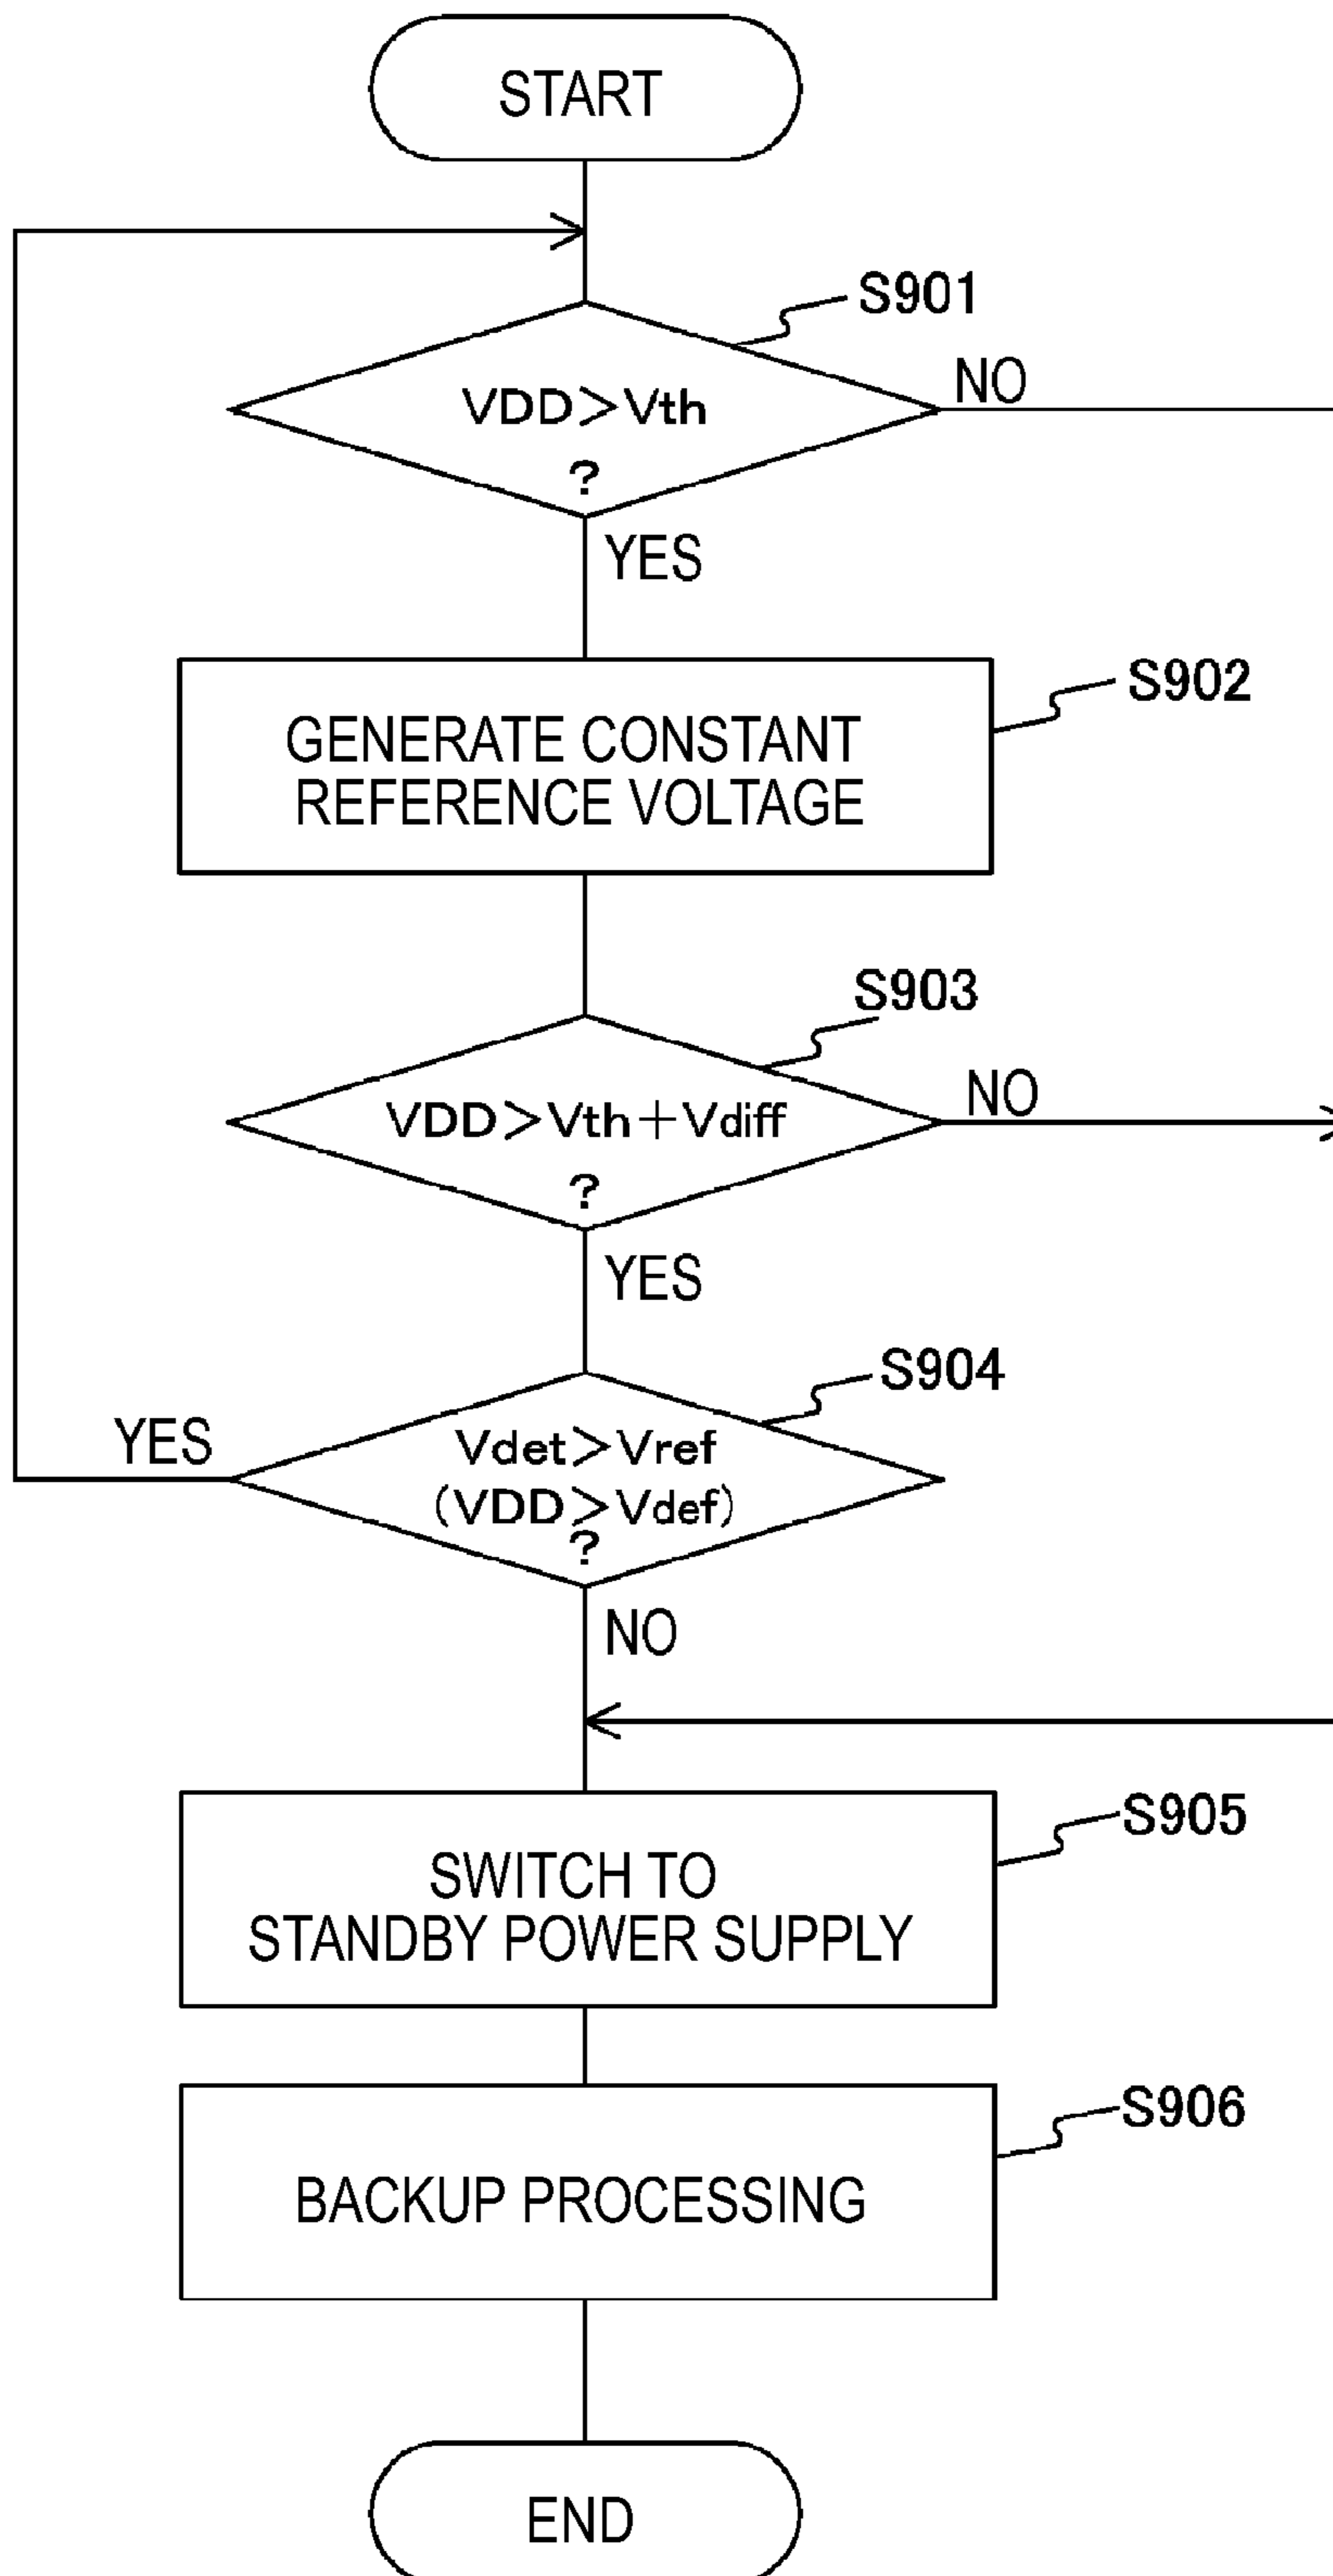 START
S901
VDD＞Vth
?
NO
YES
S902
GENERATE CONSTANT
REFERENCE VOLTAGE
S903
VDD＞Vth＋Vdiff
?
NO
YES
S904
YES
Vdet＞Vref
(VDD＞Vdef)
?
NO
S905
SWITCH TO
STANDBY POWER SUPPLY
S906
BACKUP PROCESSING
END